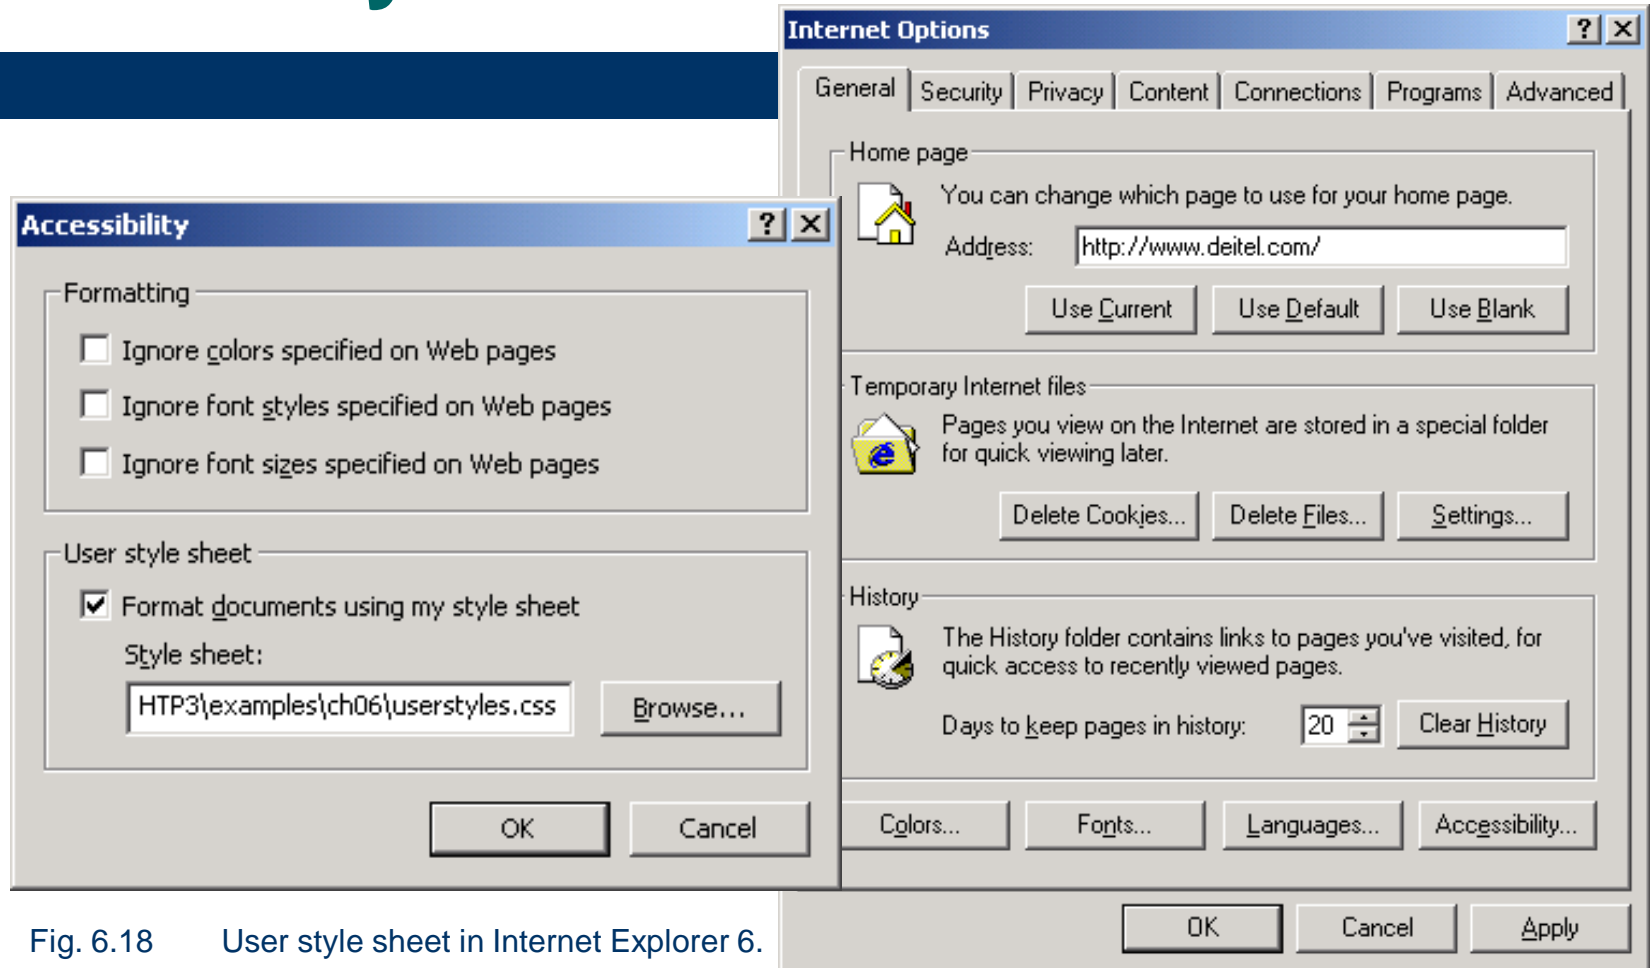 Internet Options
General Security Privacy Content Connections Programs Advanced
Home page
You can change which page to use for your home page.
Address: http://www.deitel.com/
Use Current Use Default Use Blank
Temporary Internet files
Pages you view on the Internet are stored in a special folder
for quick viewing later.
Delete Cookies... Delete Files... Settings...
History
The History folder contains links to pages you've visited, for
quick access to recently viewed pages.
Days to keep pages in history: 20 Clear History
Colors... Fonts... Languages... Accessibility...
OK Cancel Apply
Accessibility
Formatting
Ignore colors specified on Web pages
Ignore font styles specified on Web pages
Ignore font sizes specified on Web pages
User style sheet
Format documents using my style sheet
Style sheet:
HTP3\examples\ch06\userstyles.css Browse...
OK Cancel
Fig. 6.18 User style sheet in Internet Explorer 6.